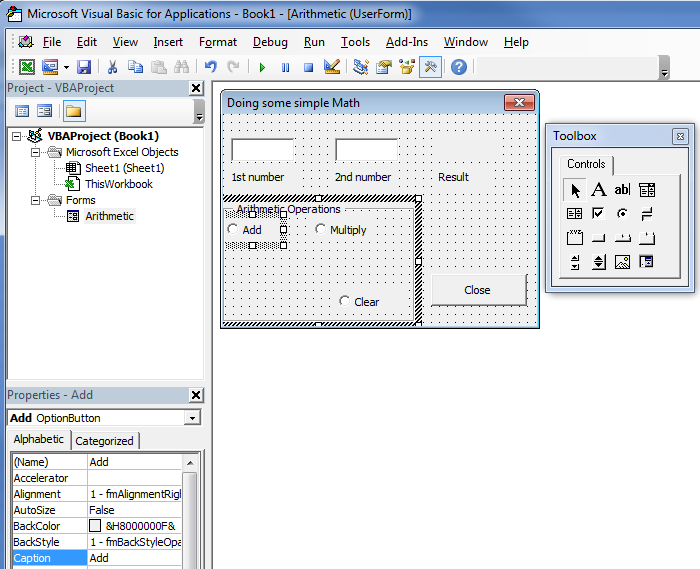 Microsoft Visual Basic for Applications - Book1 - [Arithmetic (UserForm)]
File Edit View Insert Format Debug Run Tools Add-Ins Window Help
Project - VBAProject
VBAProject (Book1)
Microsoft Excel Objects
Sheet1 (Sheet1)
ThisWorkbook
Forms
Arithmetic
Doing some simple Math
1st number 2nd number Result
Arithmetic Operations
Add Multiply
Clear
Close
Toolbox
Controls
A ab|
XYZ
Properties - Add
Add OptionButton
Alphabetic Categorized
(Name) Add
Accelerator
Alignment 1 - fmAlignmentRigl
AutoSize False
BackColor &H8000000F&
BackStyle 1 - fmBackStyleOpa
Caption Add